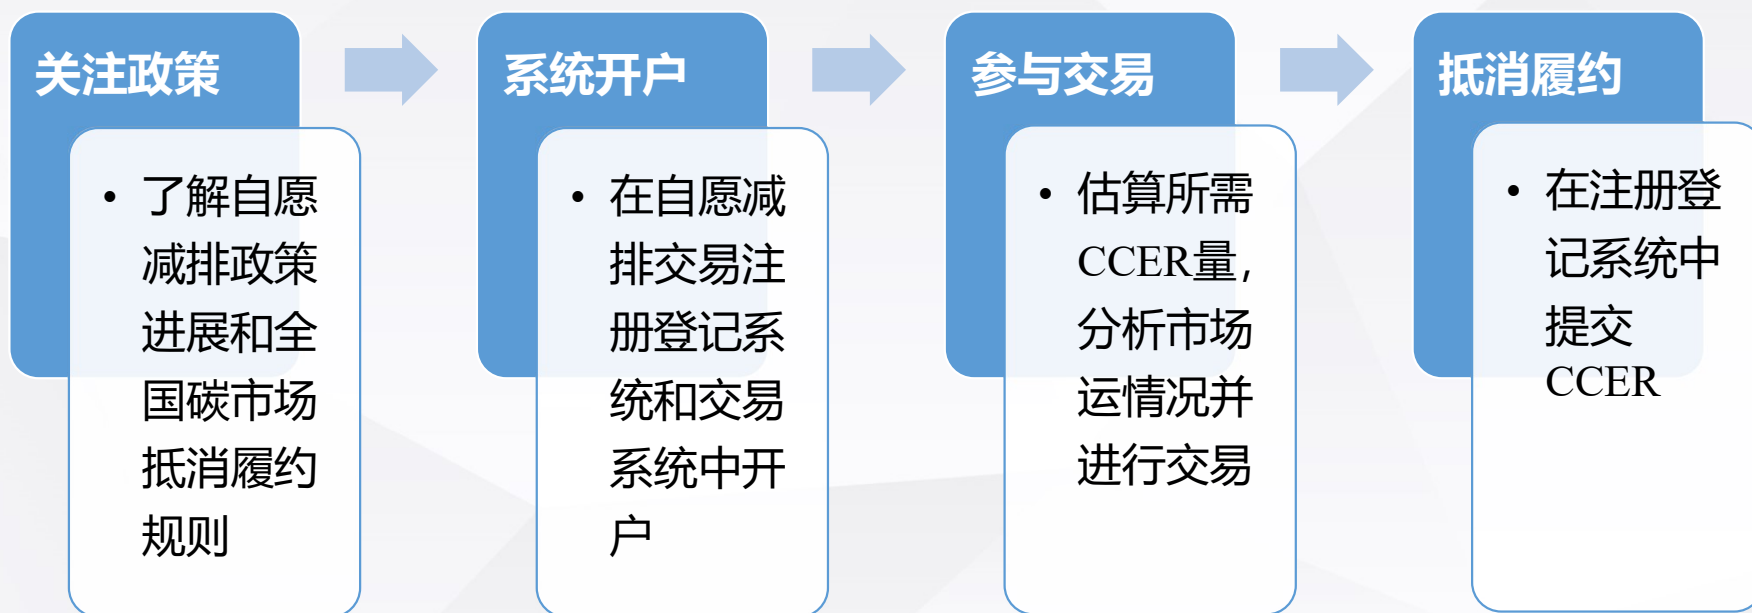 关注政策
• 了解自愿
减排政策
进展和全
国碳市场
抵消履约
规则
系统开户
• 在自愿减
排交易注
册登记系
统和交易
系统中开
户
参与交易
• 估算所需
CCER量，
分析市场
运情况并
进行交易
抵消履约
• 在注册登
记系统中
提交
CCER